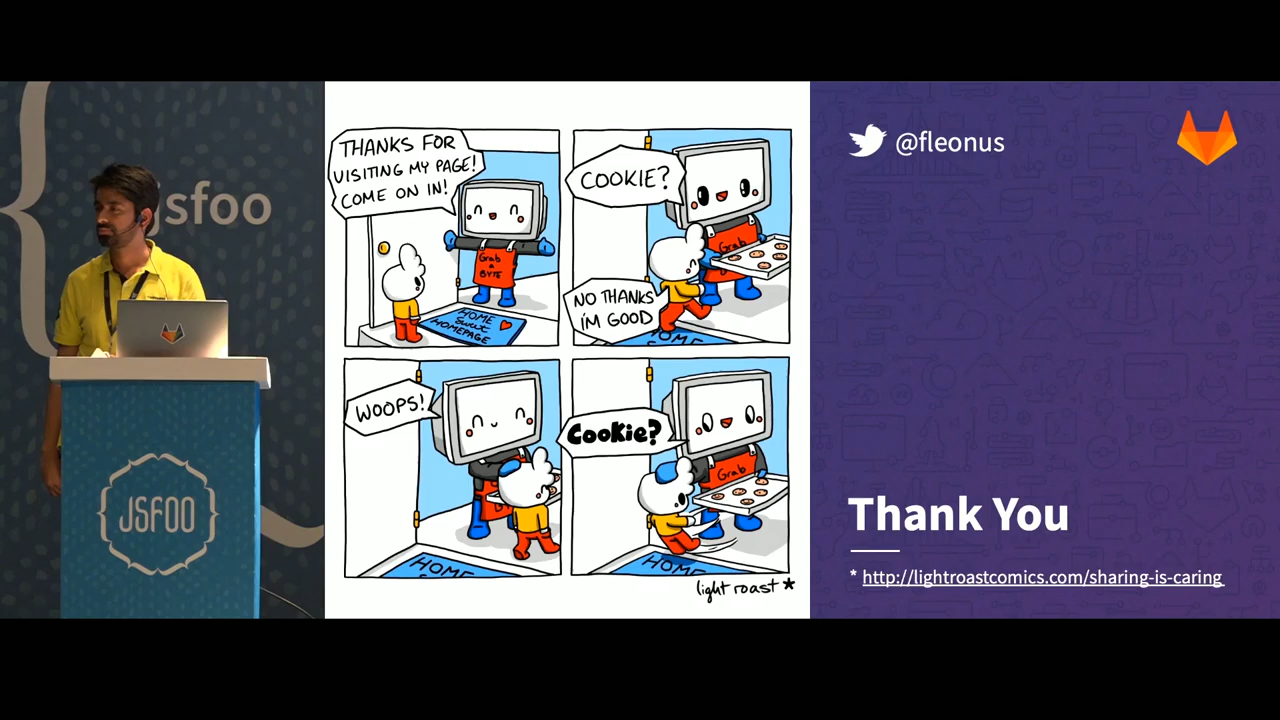 jsfoo
JSFOO
THANKS FOR
VISITING MY PAGE!
COME ON IN!
Grab
a
BYTE
HOME
Sweet
HOMEPAGE
COOKIE?
Grab
NO THANKS
I'M GOOD
HOME
WOOPS!
HOME
Cookie?
Grab
HOME
light roast *
@fleonus
Thank You
* http://lightroastcomics.com/sharing-is-caring